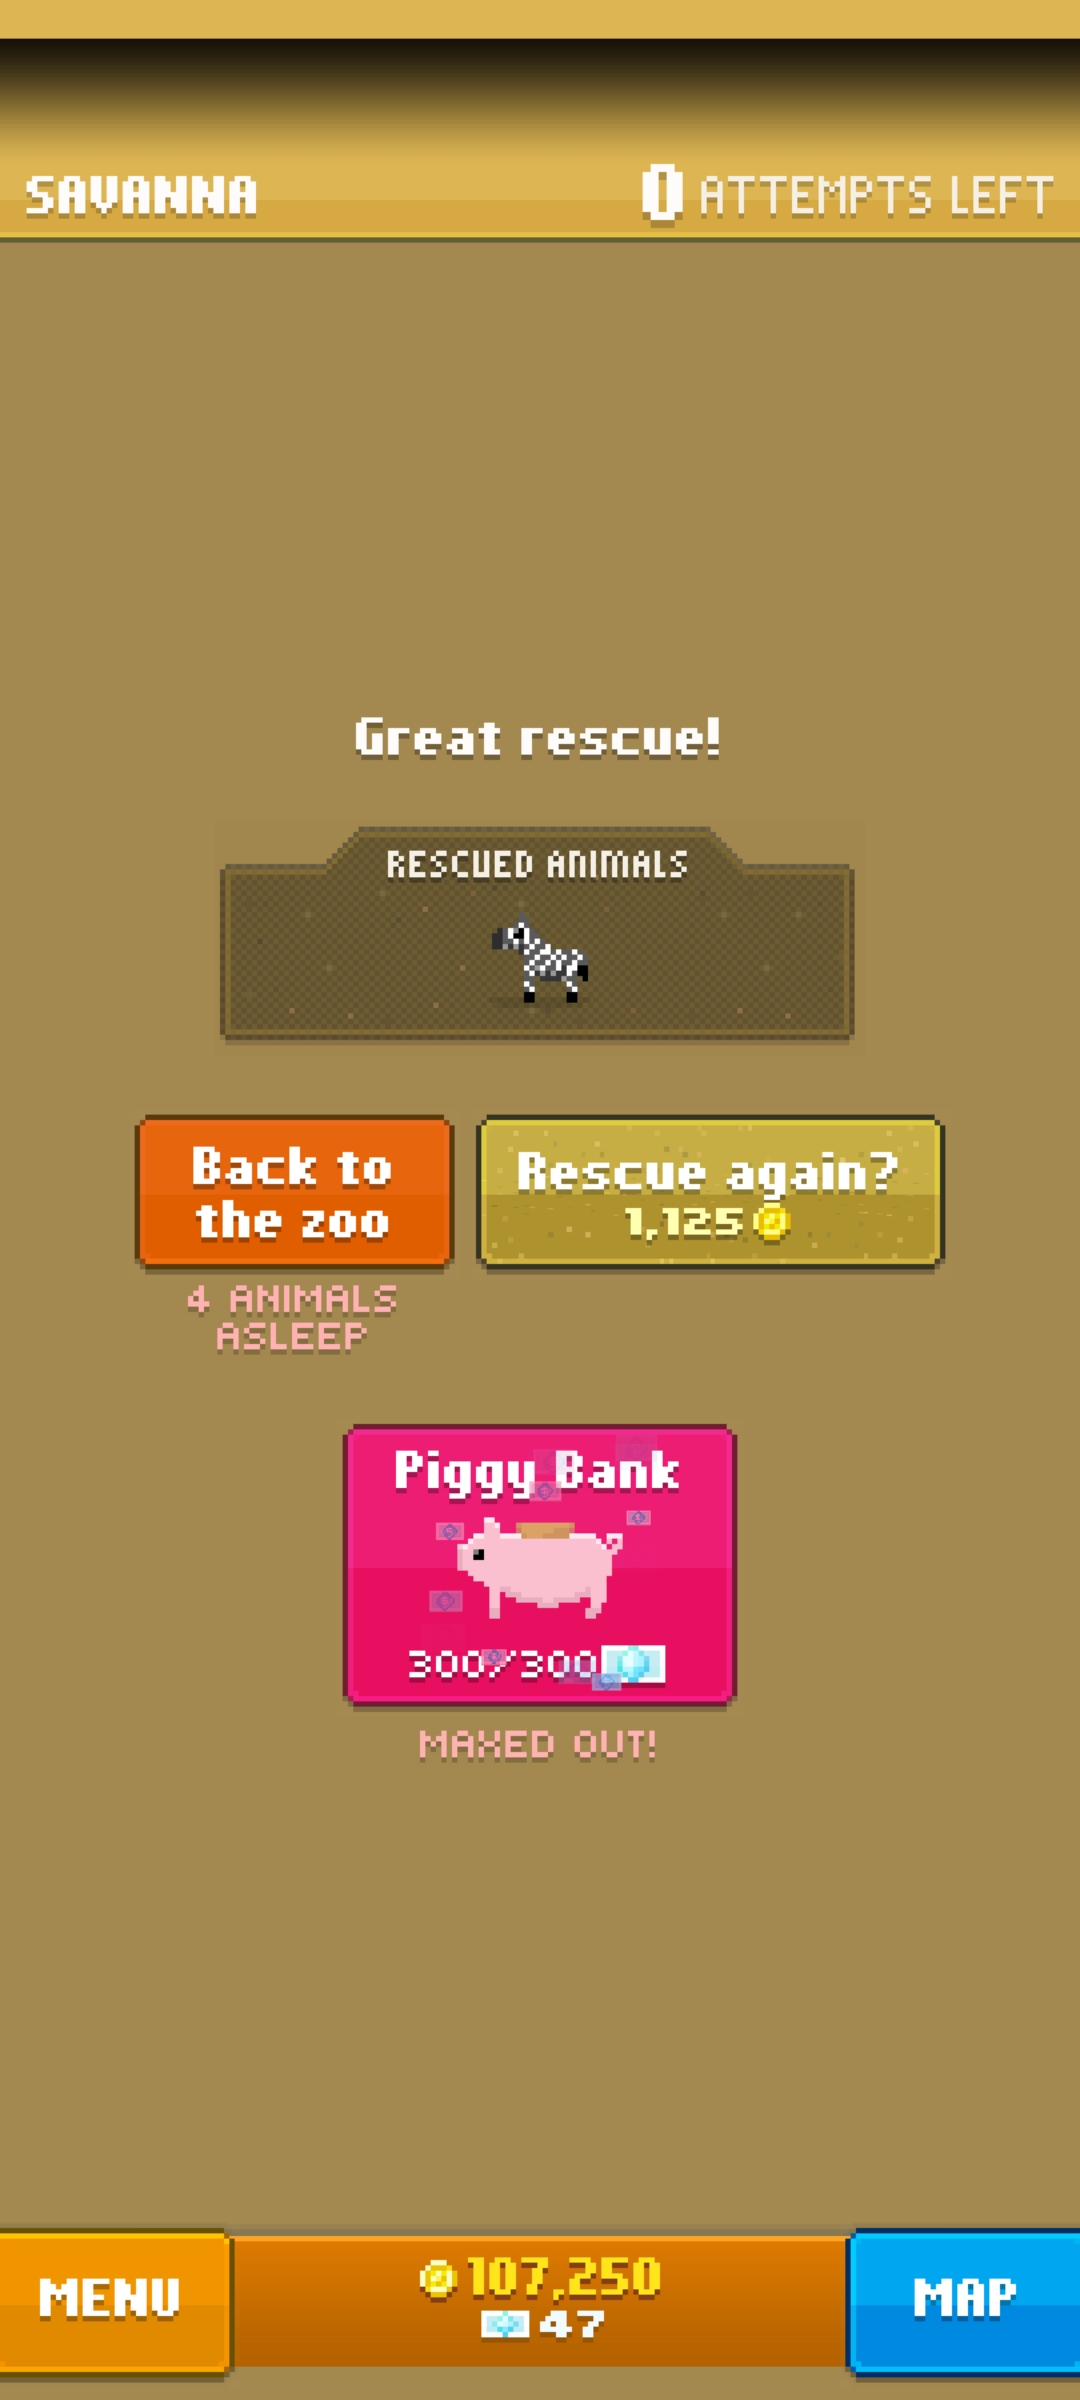 SAVANNA
0 ATTEMPTS LEFT
Great rescue!
RESCUED ANIMALS
Back to
the zoo
Rescue again?
1,125
4 ANIMALS
ASLEEP
Piggy Bank
300/300
MAXED OUT!
MENU
107,250
47
MAP